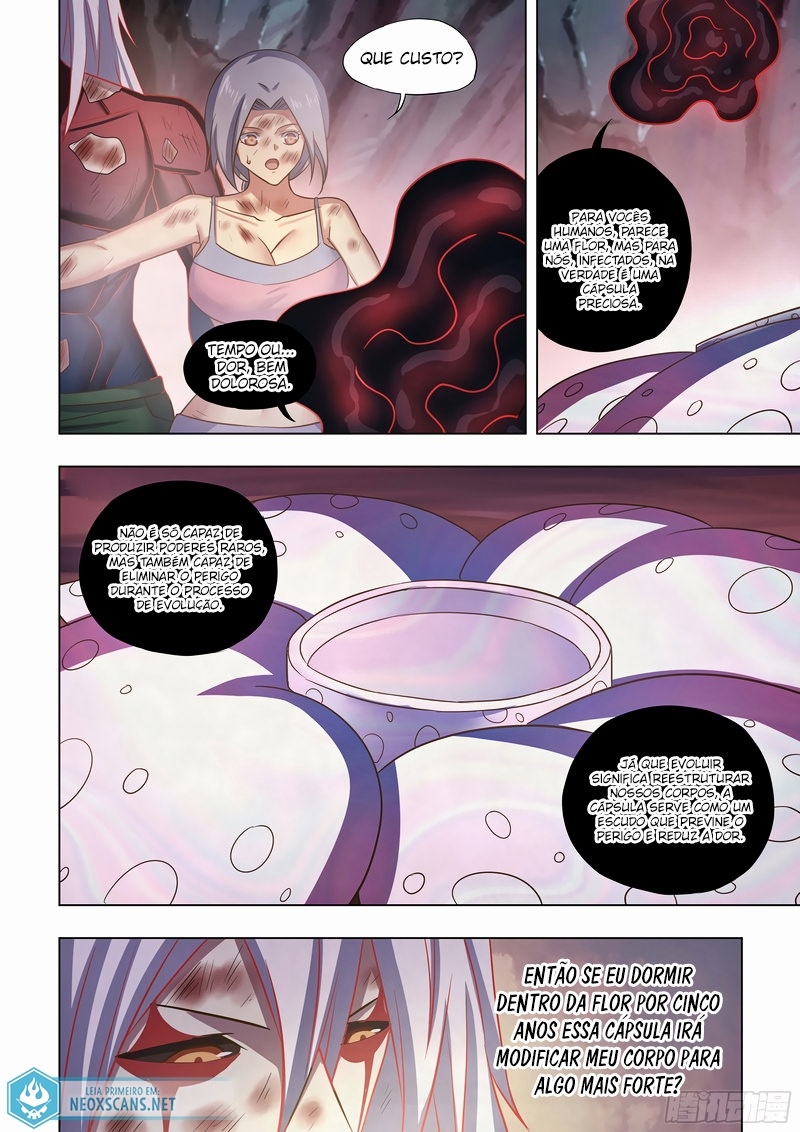 QUE CUSTO?
TEMPO OU...
DOR, BEM
DOLOROSA.
PARA VOCÊS
HUMANOS, PARECE
UMA FLOR, MAS PARA
NÓS, INFECTADOS, NA
VERDADE É UMA
CÁPSULA
PRECIOSA.
NÃO É SÓ CAPAZ DE
PRODUZIR PODERES RAROS,
MAS TAMBÉM CAPAZ DE
ELIMINAR O PERIGO
DURANTE O PROCESSO
DE EVOLUÇÃO.
JÁ QUE EVOLUIR
SIGNIFICA REESTRUTURAR
NOSSOS CORPOS, A
CÁPSULA SERVE COMO UM
ESCUDO QUE PREVINE O
PERIGO E REDUZ A DOR.
ENTÃO SE EU DORMIR
DENTRO DA FLOR POR CINCO
ANOS ESSA CÁPSULA IRÁ
MODIFICAR MEU CORPO PARA
ALGO MAIS FORTE?
LEIA PRIMEIRO EM:
NEOXSCANS.NET
腾讯动漫